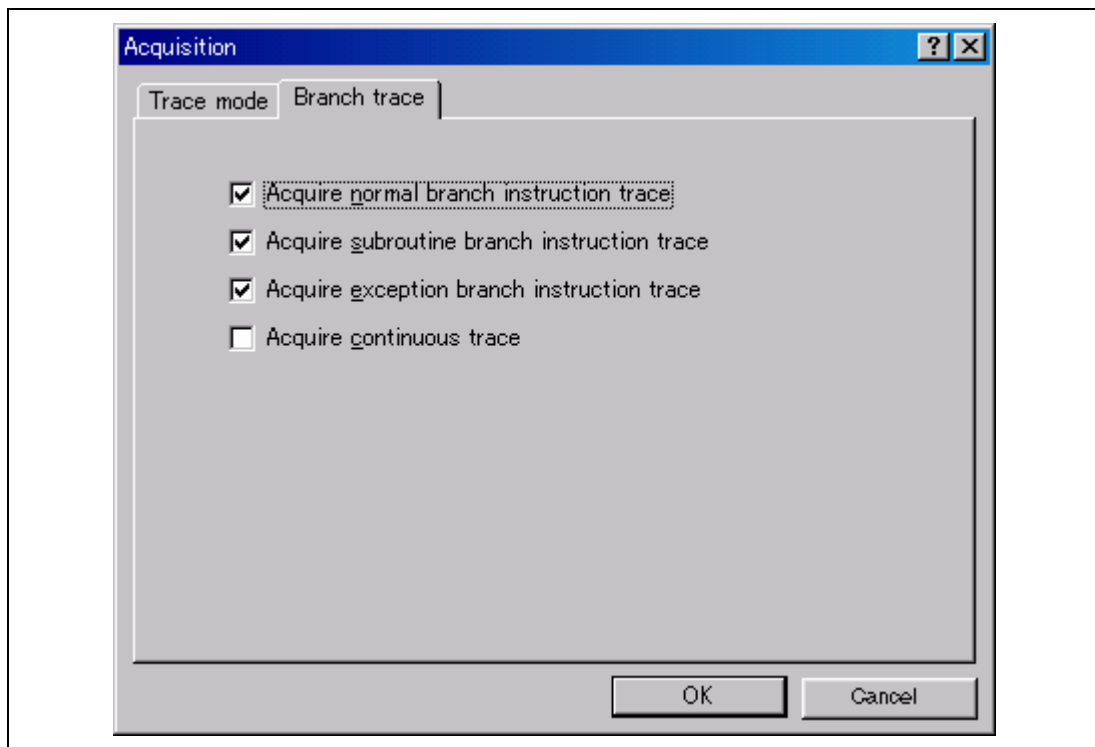 Acquisition
Trace mode
Branch trace
Acquire normal branch instruction trace
Acquire subroutine branch instruction trace
Acquire exception branch instruction trace
Acquire continuous trace
OK
Cancel